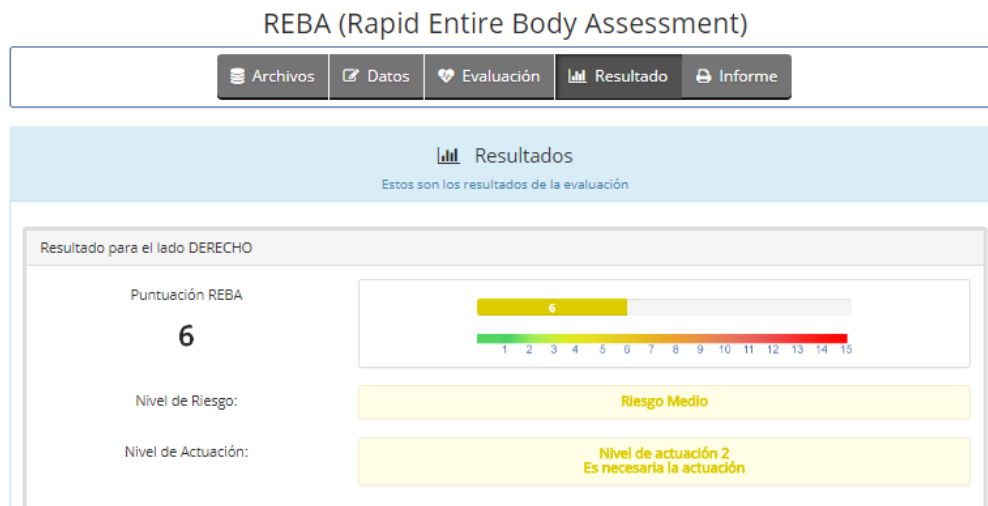 REBA (Rapid Entire Body Assessment)
Archivos Datos Evaluación Resultado Informe
Resultados
Estos son los resultados de la evaluación
Resultado para el lado DERECHO
Puntuación REBA
6
6
1 2 3 4 5 6 7 8 9 10 11 12 13 14 15
Nivel de Riesgo:
Riesgo Medio
Nivel de Actuación:
Nivel de actuación 2
Es necesaria la actuación